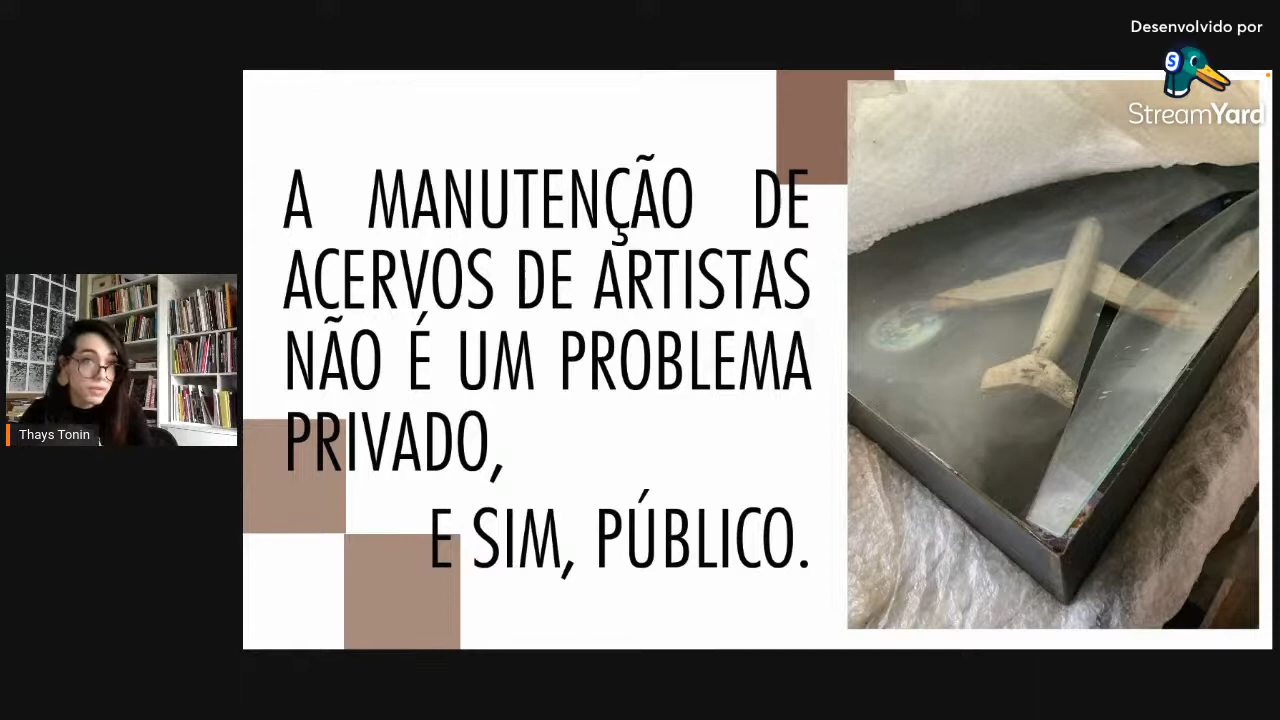 Desenvolvido por
StreamYard
A MANUTENÇÃO DE
ACERVOS DE ARTISTAS
NÃO É UM PROBLEMA
PRIVADO,
E SIM, PÚBLICO.
Thays Tonin